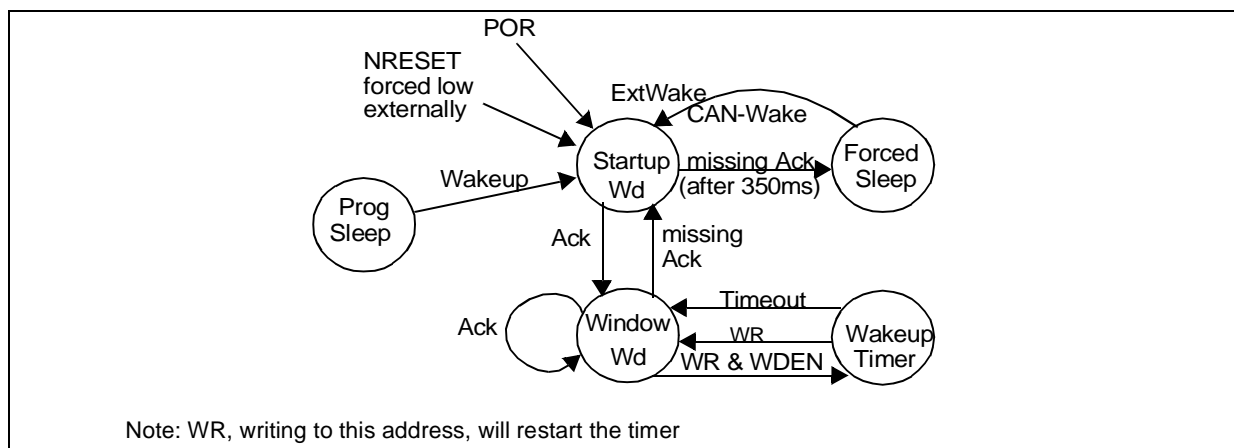 POR
NRESET
forced low
externally
ExtWake
CAN-Wake
Startup
Wd
missing Ack
(after 350ms)
Forced
Sleep
Wakeup
Prog
Sleep
Ack
missing
Ack
Timeout
Ack
Window
Wd
WR
WR & WDEN
Wakeup
Timer
Note: WR, writing to this address, will restart the timer